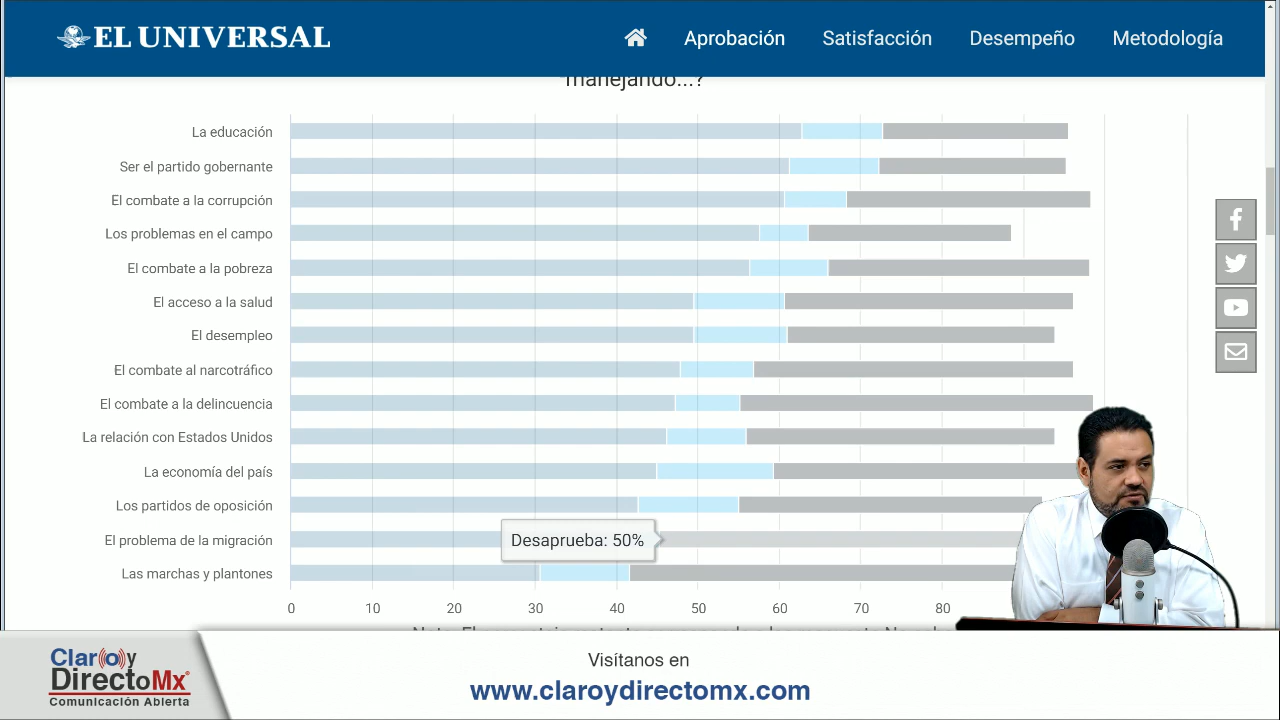 EL UNIVERSAL
Aprobación Satisfacción Desempeño Metodología
manejando...?
La educación
Ser el partido gobernante
El combate a la corrupción
Los problemas en el campo
El combate a la pobreza
El acceso a la salud
El desempleo
El combate al narcotráfico
El combate a la delincuencia
La relación con Estados Unidos
La economía del país
Los partidos de oposición
El problema de la migración
Desaprueba: 50%
Las marchas y plantones
0 10 20 30 40 50 60 70 80
Clar(o)y
DirectoMx
Comunicación Abierta
Visítanos en
www.claroydirectomx.com